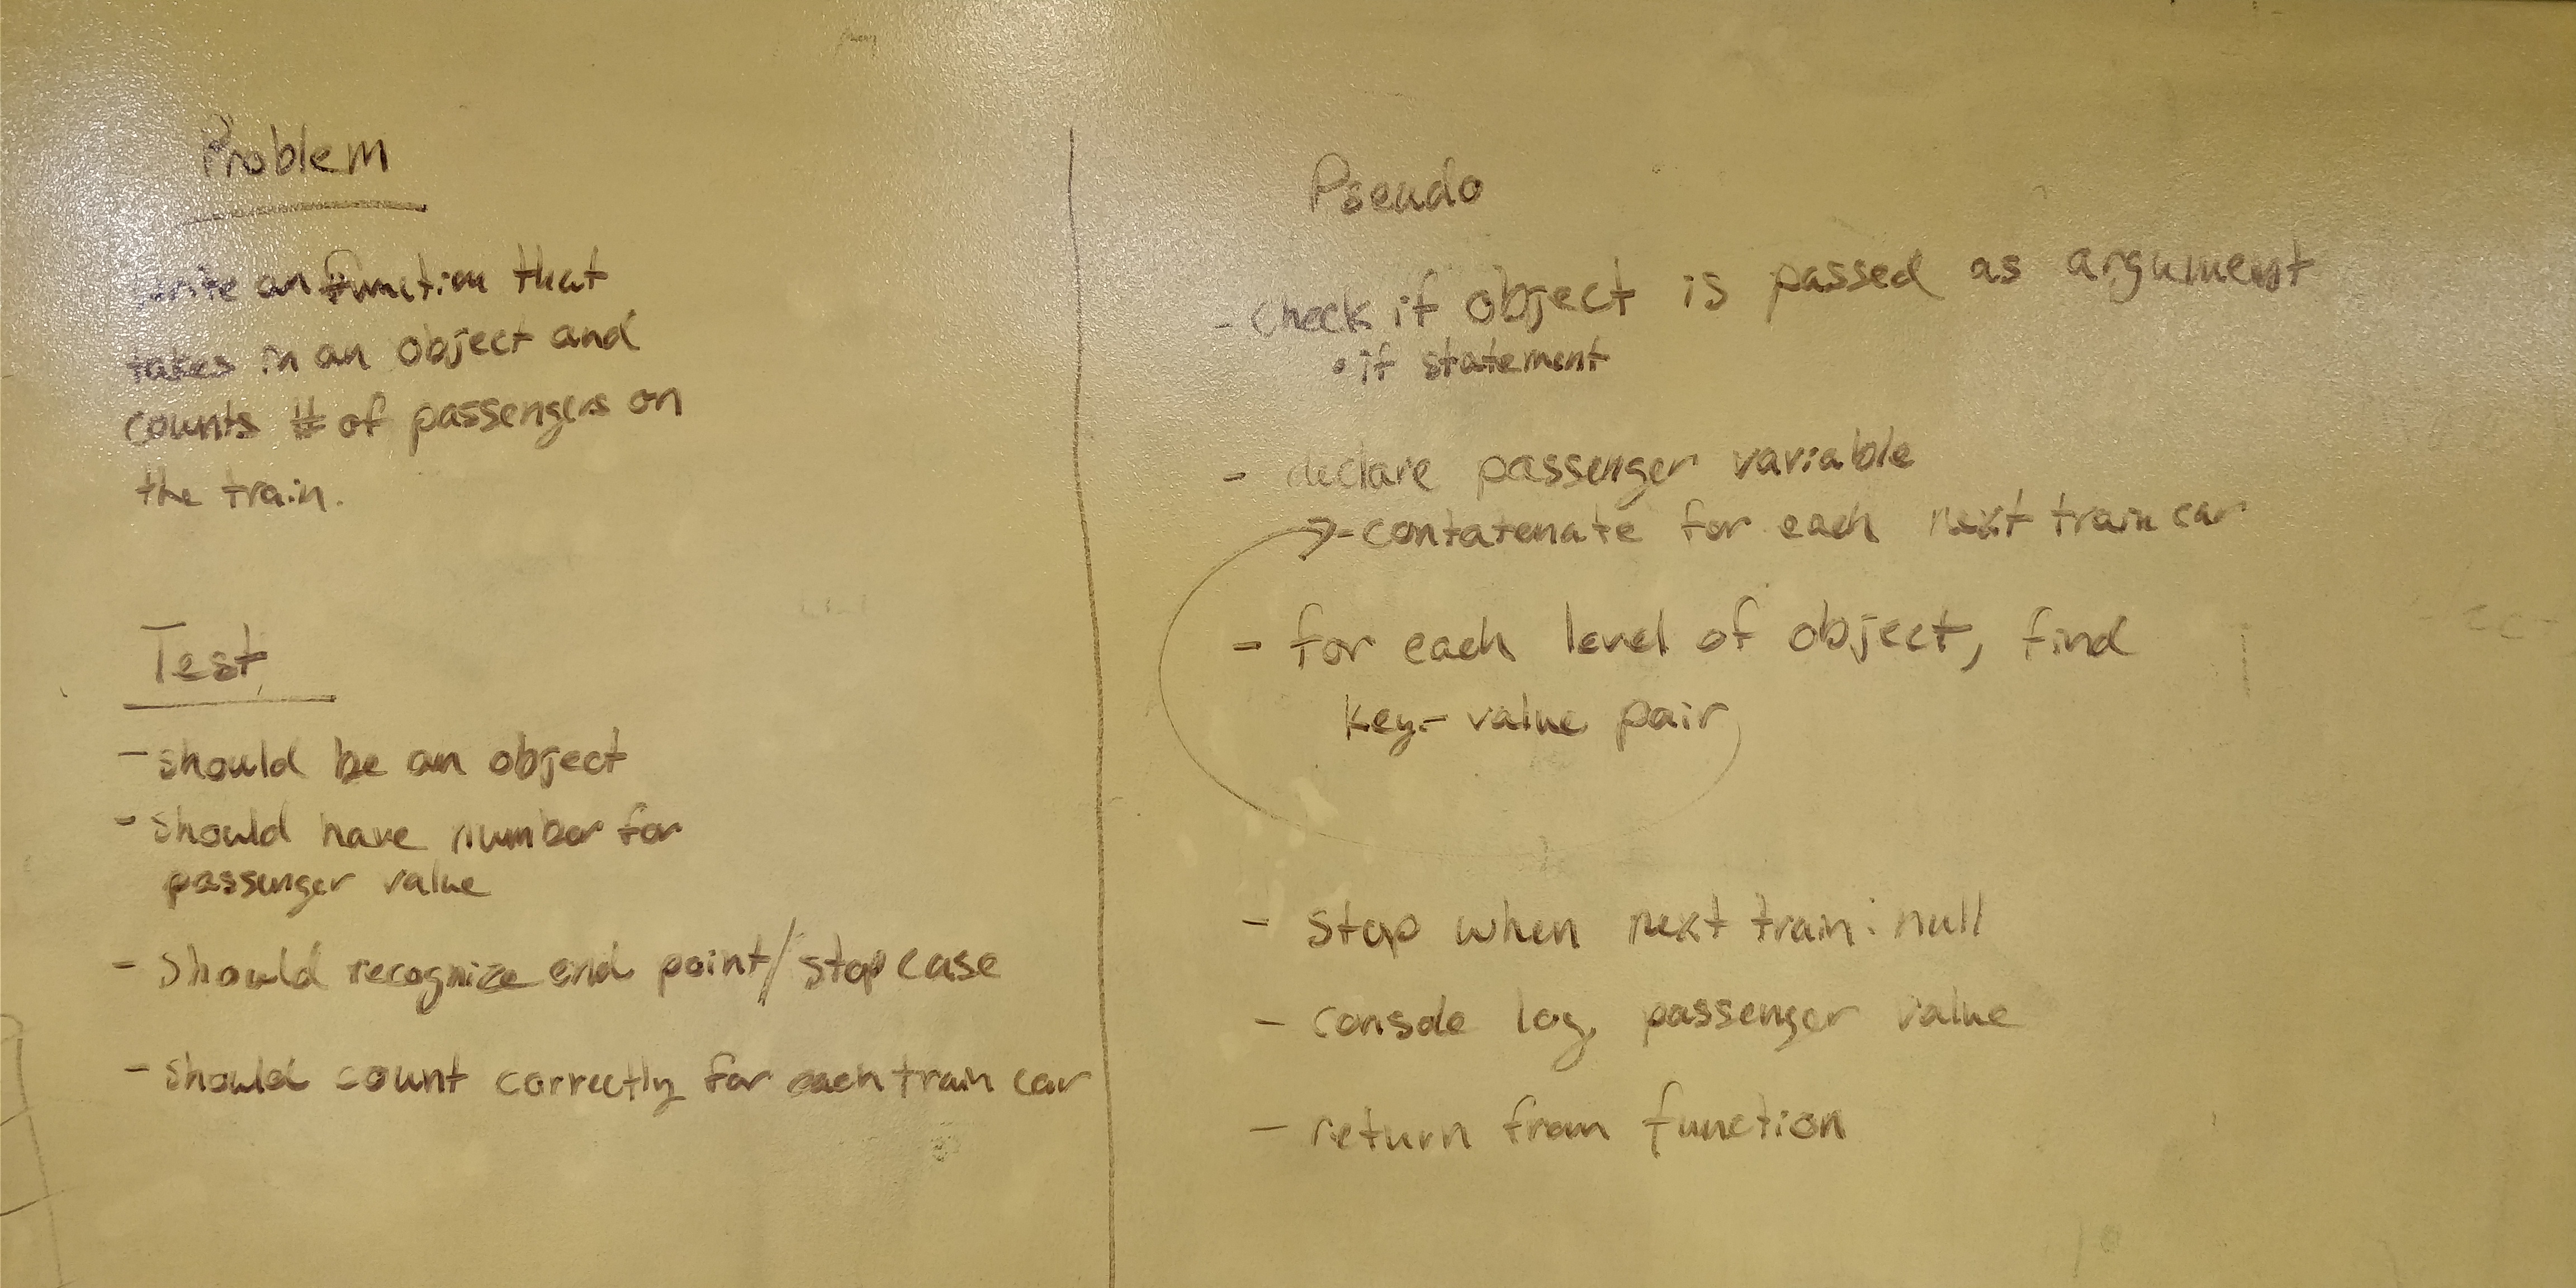 Problem
write an function that
takes in an object and
counts # of passengers on
the train.
Test
- should be an object
- should have number for
passenger value
- should recognize end point/stop case
- should count correctly for each train car
Pseudo
- check if object is passed as argument
• if statement
- declare passenger variable
- contatenate for each next train car
- for each level of object, find
key-value pair
- stop when next train: null
- console log passenger value
- return from function